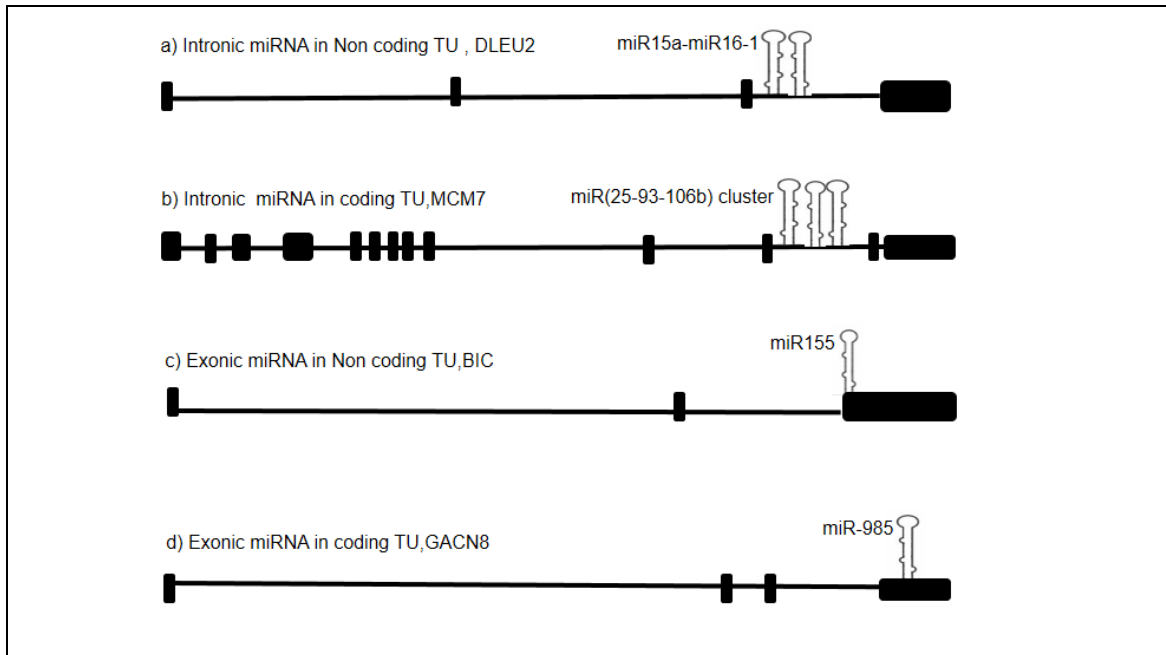 a) Intronic miRNA in Non coding TU , DLEU2
miR15a-miR16-1
b) Intronic miRNA in coding TU,MCM7
miR(25-93-106b) cluster
c) Exonic miRNA in Non coding TU,BIC
miR155
d) Exonic miRNA in coding TU,GACN8
miR-985